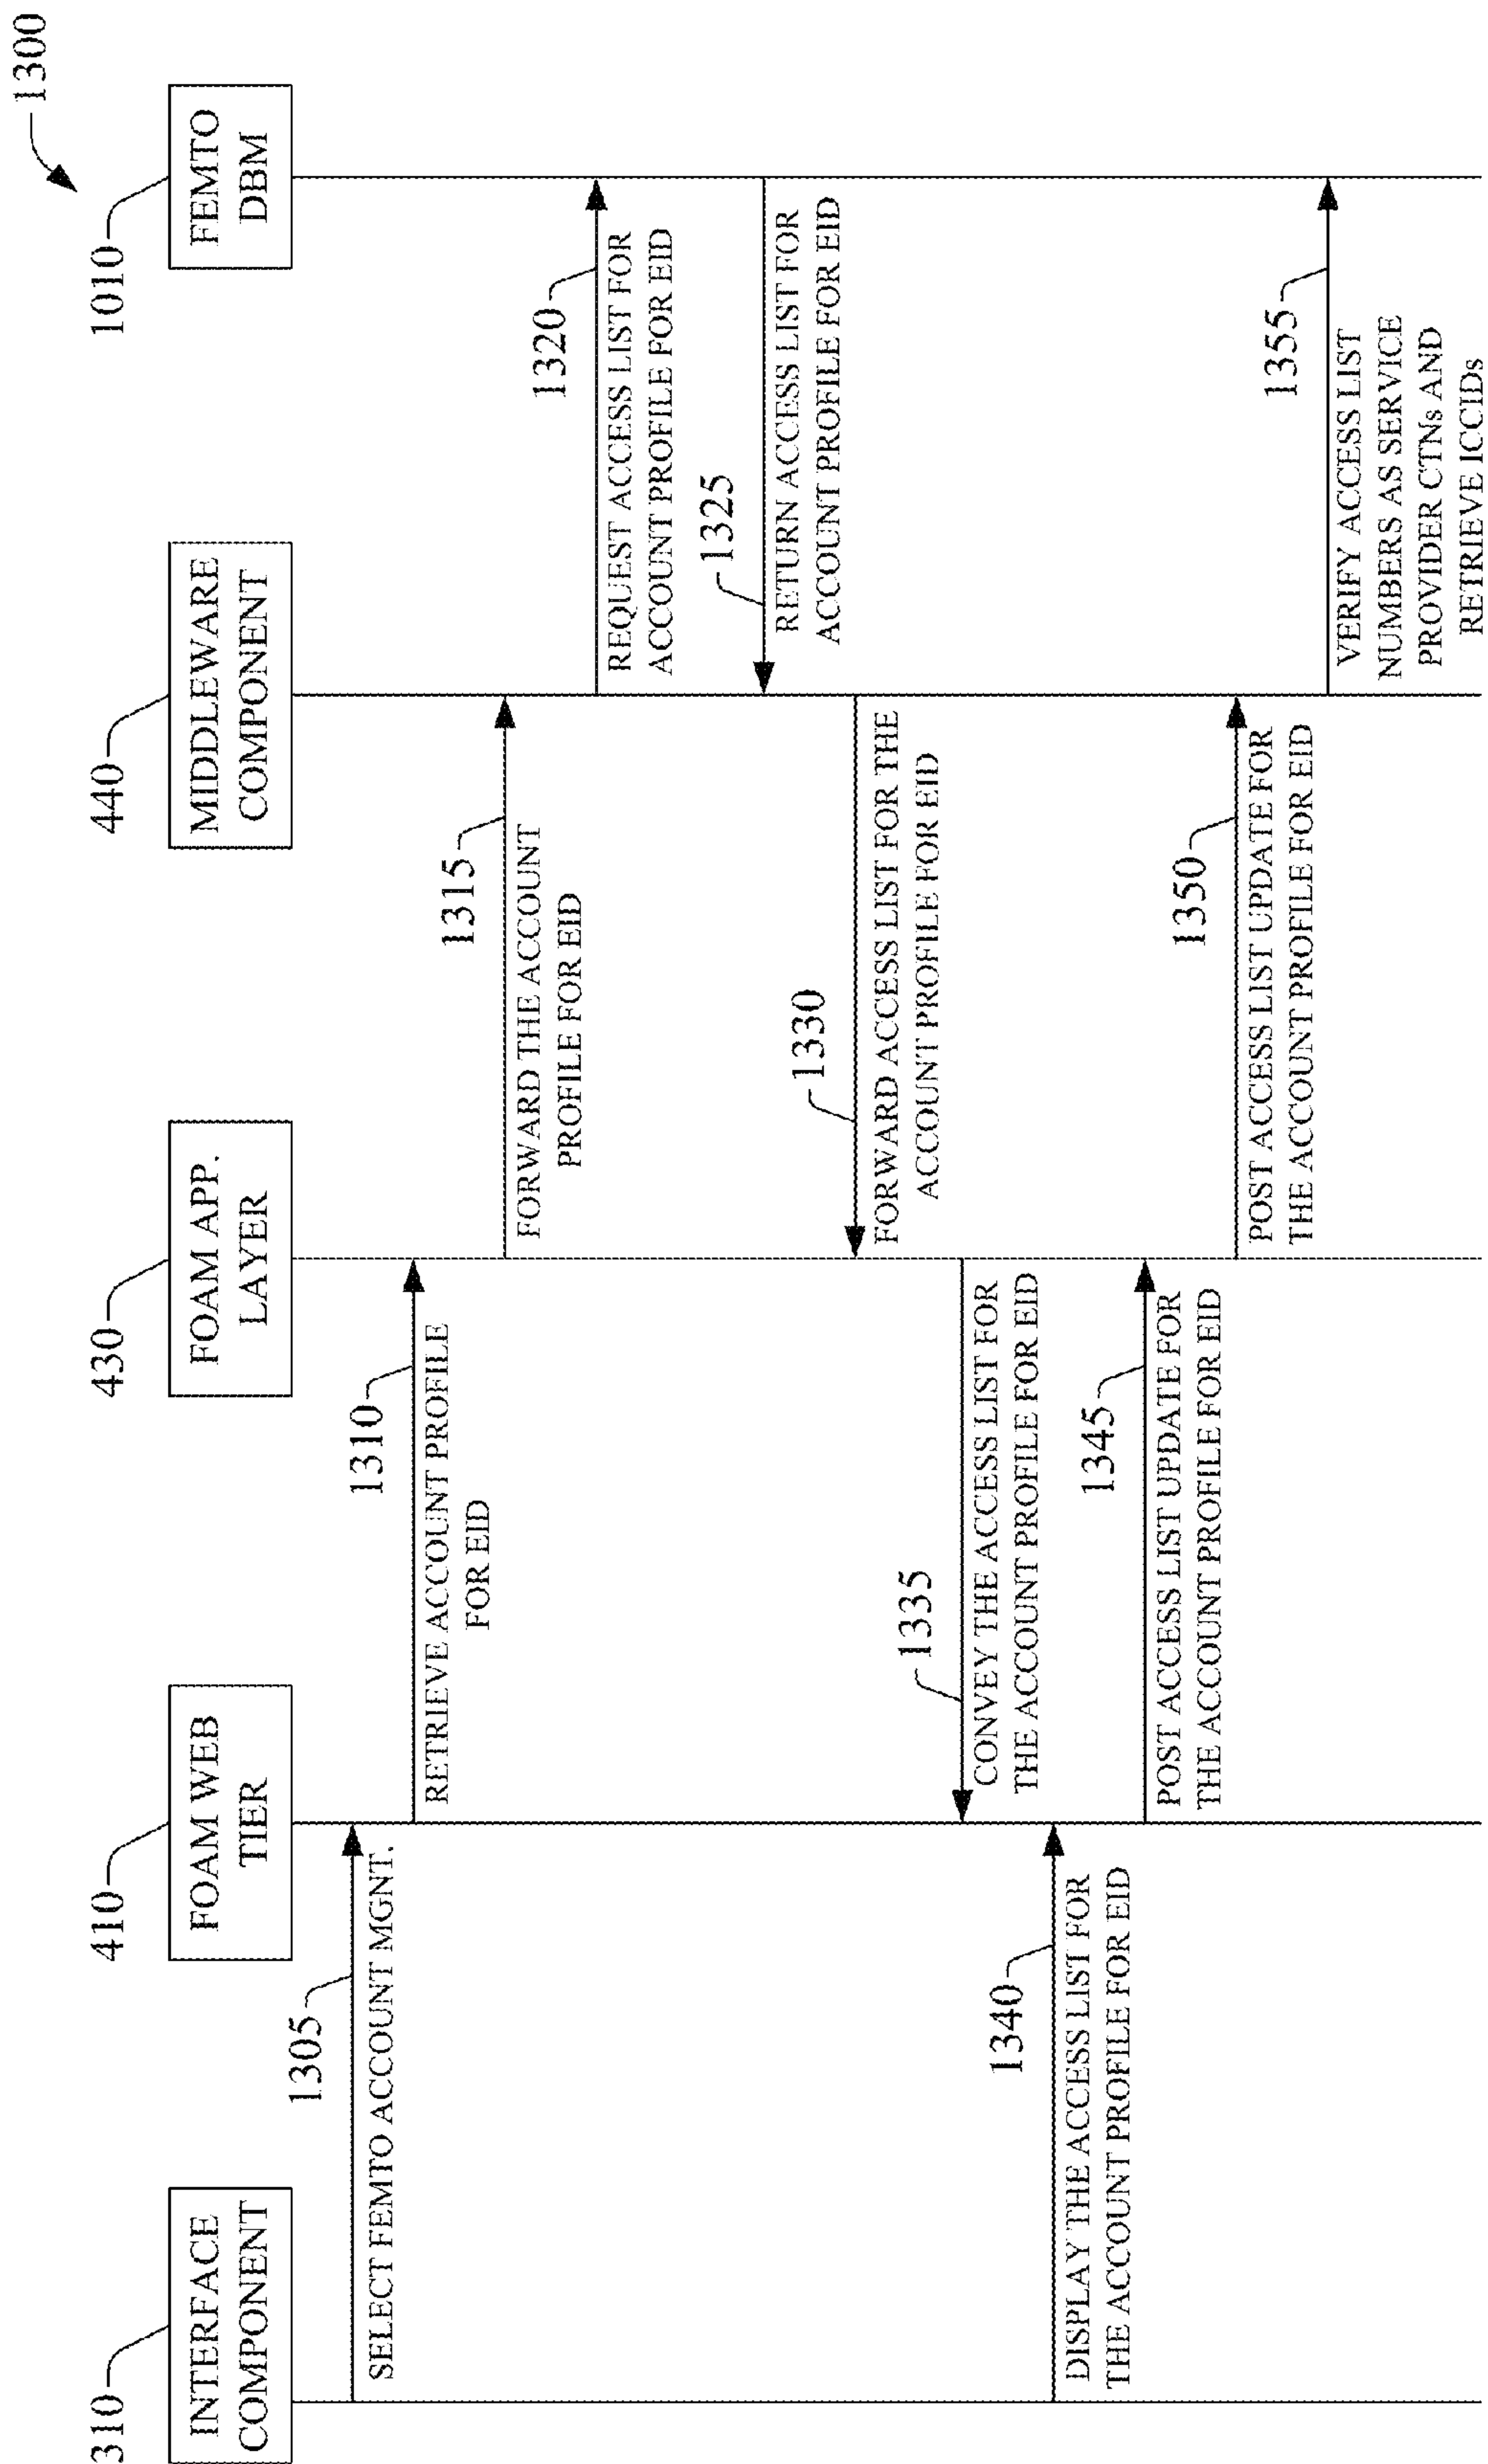 1300
310
INTERFACE
COMPONENT
410
FOAM WEB
TIER
430
FOAM APP.
LAYER
440
MIDDLEWARE
COMPONENT
1010
FEMTO
DBM
1305
SELECT FEMTO ACCOUNT MGNT.
1310
RETRIEVE ACCOUNT PROFILE
FOR EID
1315
FORWARD THE ACCOUNT
PROFILE FOR EID
1320
REQUEST ACCESS LIST FOR
ACCOUNT PROFILE FOR EID
1325
RETURN ACCESS LIST FOR
ACCOUNT PROFILE FOR EID
1330
FORWARD ACCESS LIST FOR THE
ACCOUNT PROFILE FOR EID
1335
CONVEY THE ACCESS LIST FOR
THE ACCOUNT PROFILE FOR EID
1340
DISPLAY THE ACCESS LIST FOR
THE ACCOUNT PROFILE FOR EID
1345
POST ACCESS LIST UPDATE FOR
THE ACCOUNT PROFILE FOR EID
1350
POST ACCESS LIST UPDATE FOR
THE ACCOUNT PROFILE FOR EID
1355
VERIFY ACCESS LIST
NUMBERS AS SERVICE
PROVIDER CTNs AND
RETRIEVE ICCIDs